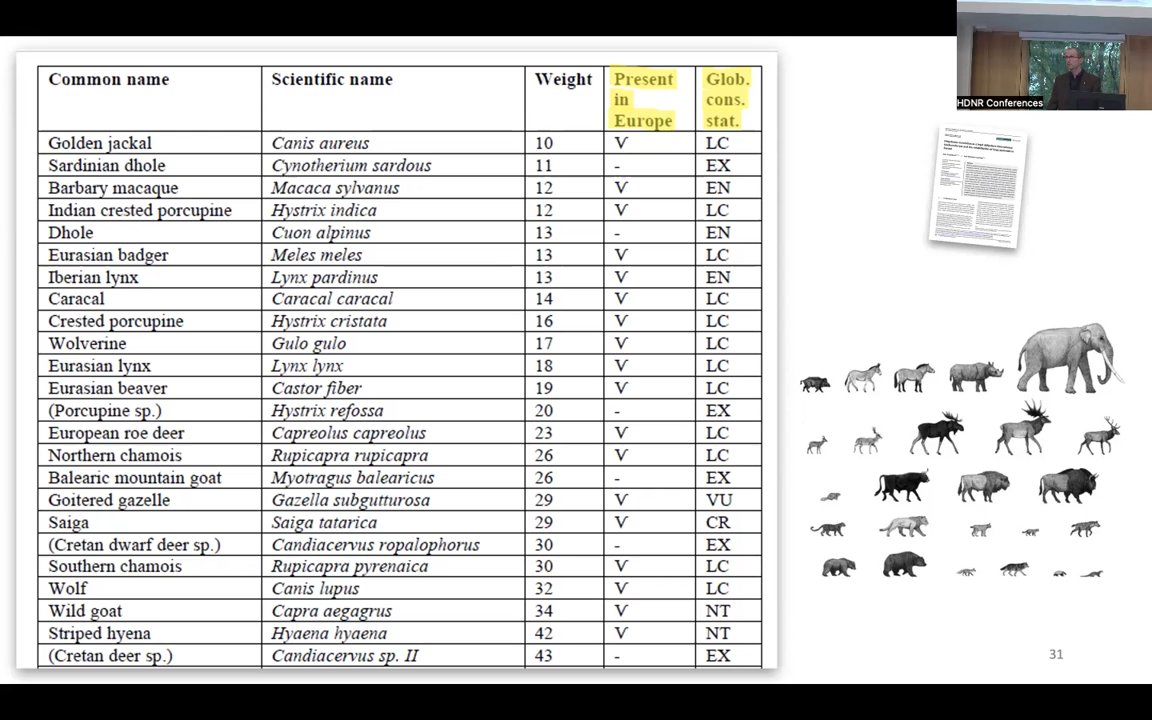 HDNR Conferences
Common name Scientific name Weight Present in Europe Glob. cons. stat.
Golden jackal Canis aureus 10 V LC
Sardinian dhole Cynotherium sardous 11 - EX
Barbary macaque Macaca sylvanus 12 V EN
Indian crested porcupine Hystrix indica 12 V LC
Dhole Cuon alpinus 13 - EN
Eurasian badger Meles meles 13 V LC
Iberian lynx Lynx pardinus 13 V EN
Caracal Caracal caracal 14 V LC
Crested porcupine Hystrix cristata 16 V LC
Wolverine Gulo gulo 17 V LC
Eurasian lynx Lynx lynx 18 V LC
Eurasian beaver Castor fiber 19 V LC
(Porcupine sp.) Hystrix refossa 20 - EX
European roe deer Capreolus capreolus 23 V LC
Northern chamois Rupicapra rupicapra 26 V LC
Balearic mountain goat Myotragus balearicus 26 - EX
Goitered gazelle Gazella subgutturosa 29 V VU
Saiga Saiga tatarica 29 V CR
(Cretan dwarf deer sp.) Candiacervus ropalophorus 30 - EX
Southern chamois Rupicapra pyrenaica 30 V LC
Wolf Canis lupus 32 V LC
Wild goat Capra aegagrus 34 V NT
Striped hyena Hyaena hyaena 42 V NT
(Cretan deer sp.) Candiacervus sp. II 43 - EX
31